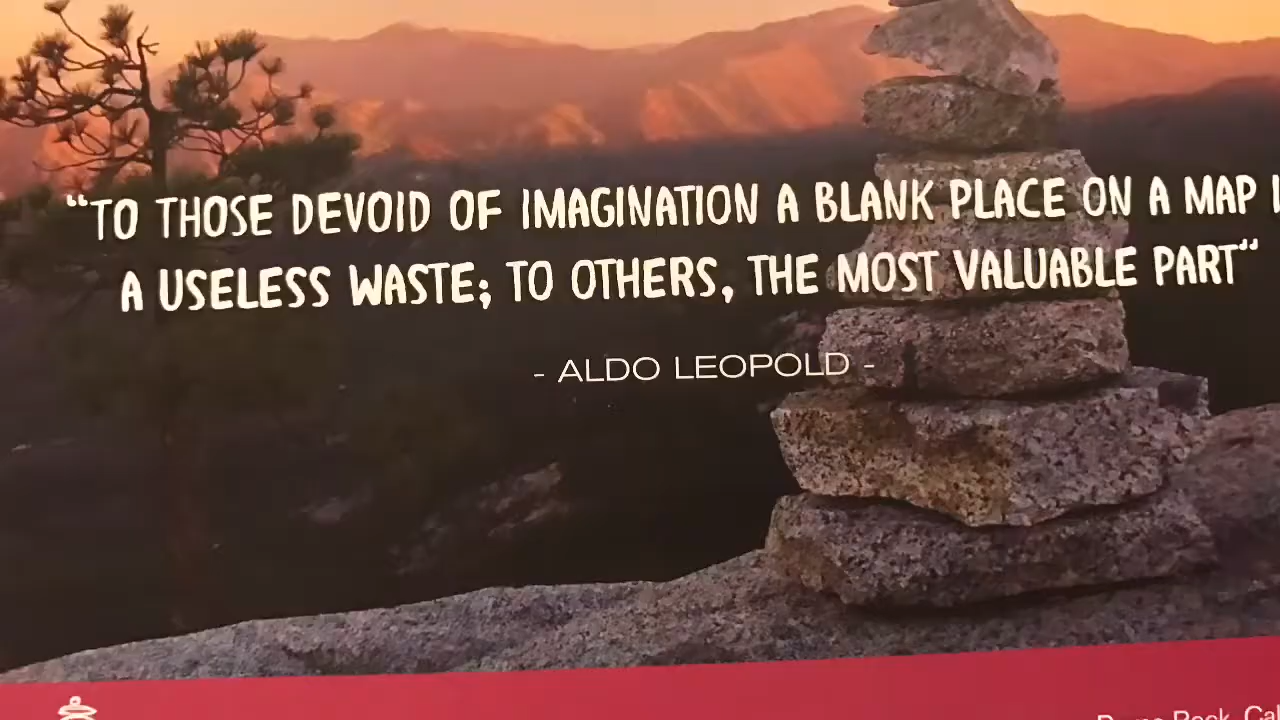 “TO THOSE DEVOID OF IMAGINATION A BLANK PLACE ON A MAP
A USELESS WASTE; TO OTHERS, THE MOST VALUABLE PART“
- ALDO LEOPOLD -
Rock,